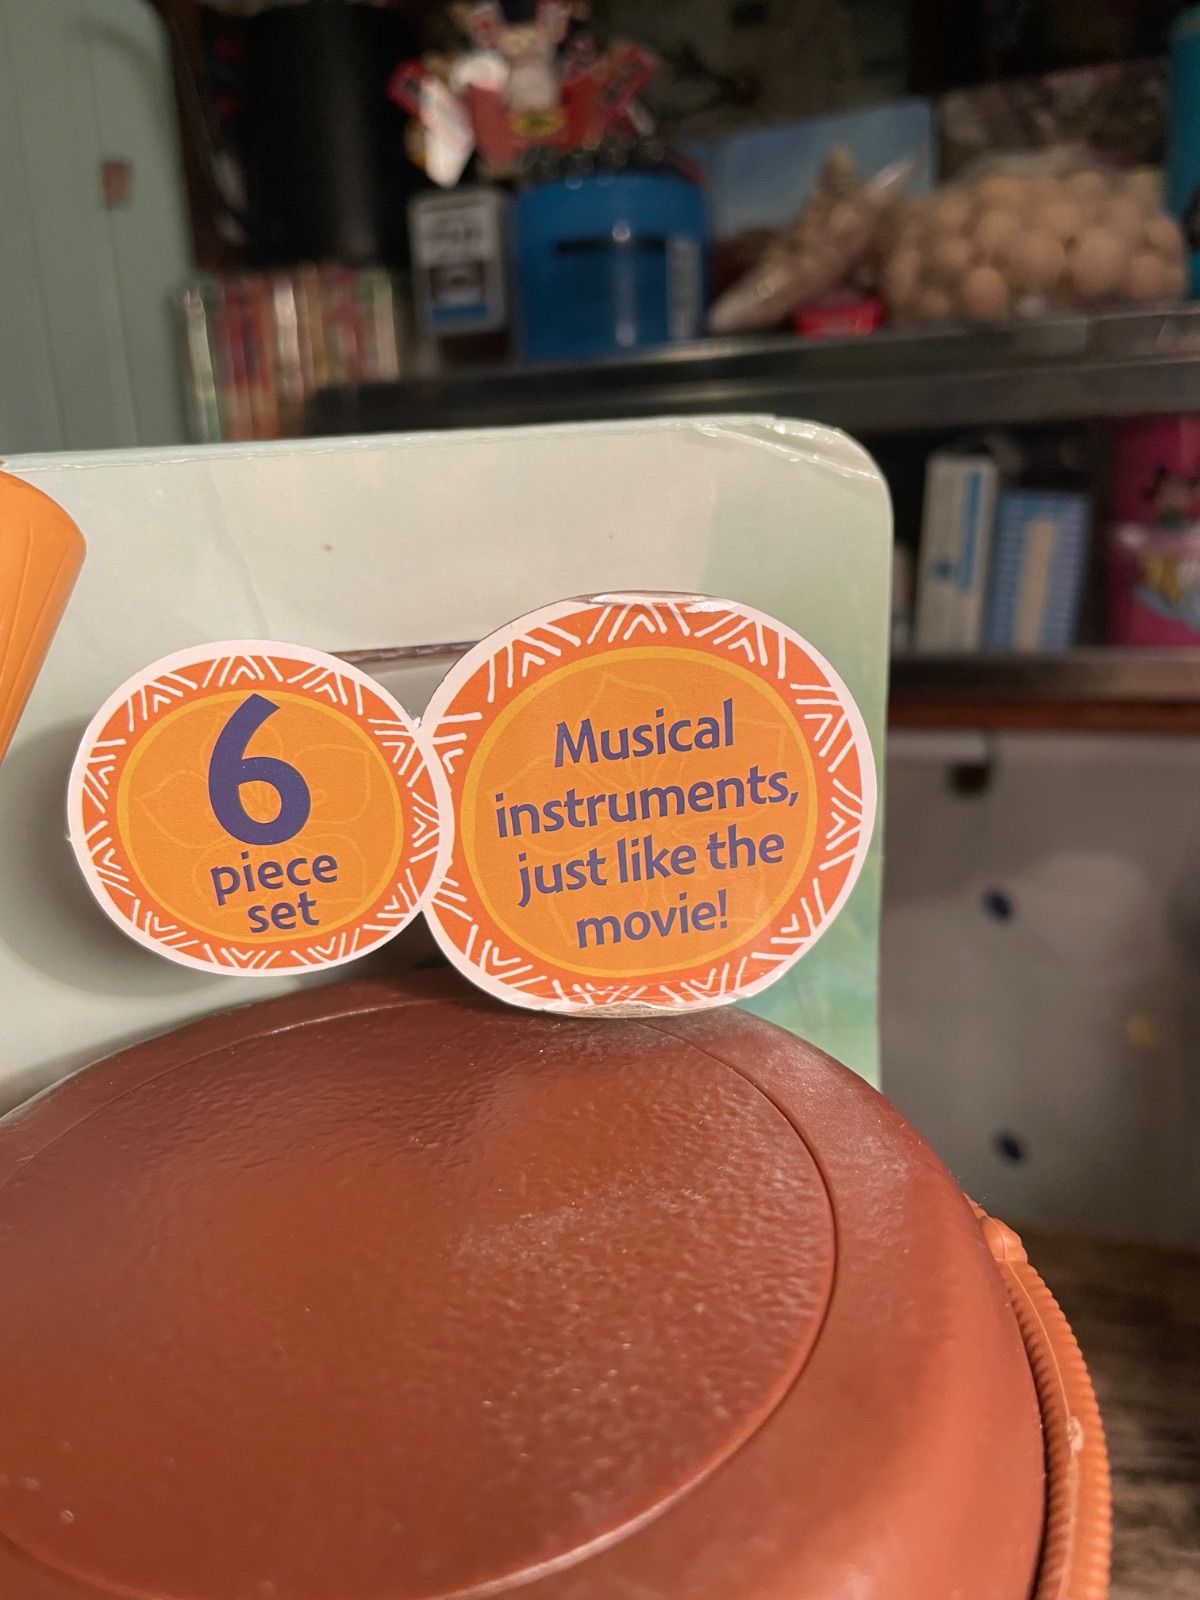 6
piece
set
Musical
instruments,
just like the
movie!